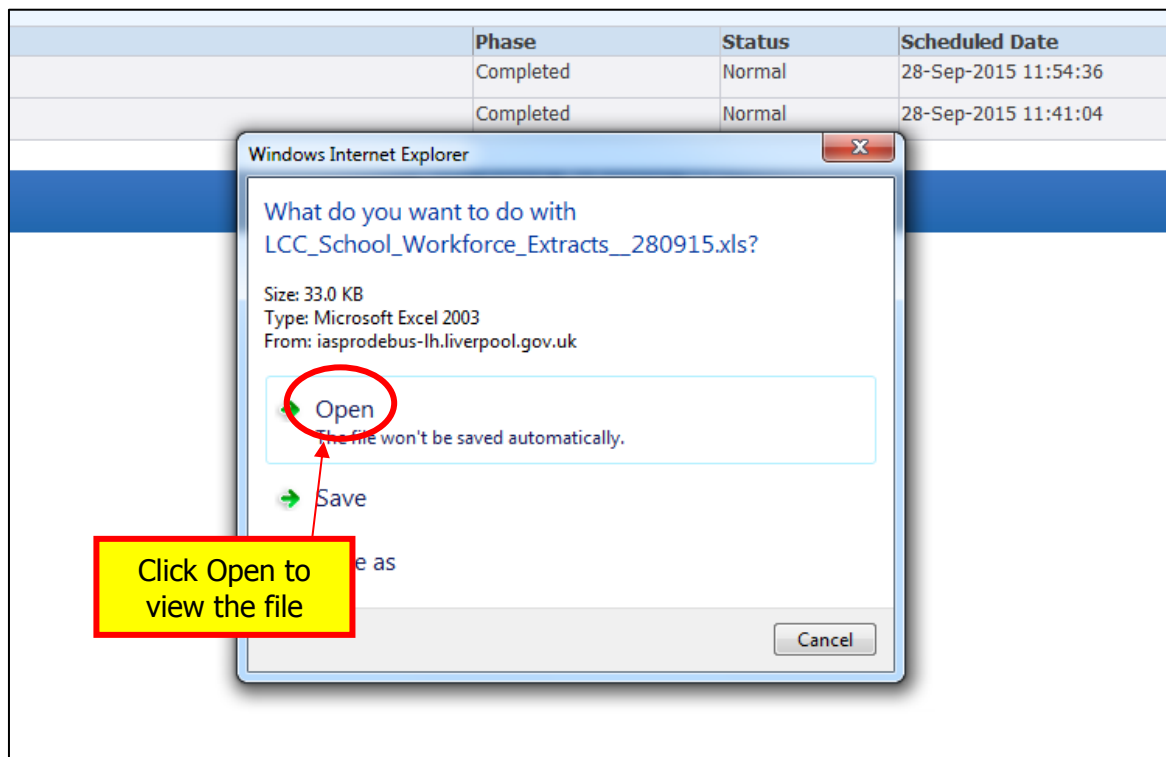 Phase Status Scheduled Date
Completed Normal 28-Sep-2015 11:54:36
Completed Normal 28-Sep-2015 11:41:04
Windows Internet Explorer
What do you want to do with
LCC_School_Workforce_Extracts__280915.xls?
Size: 33.0 KB
Type: Microsoft Excel 2003
From: iasprodebus-lh.liverpool.gov.uk
Open
The file won't be saved automatically.
Save
e as
Click Open to
view the file
Cancel